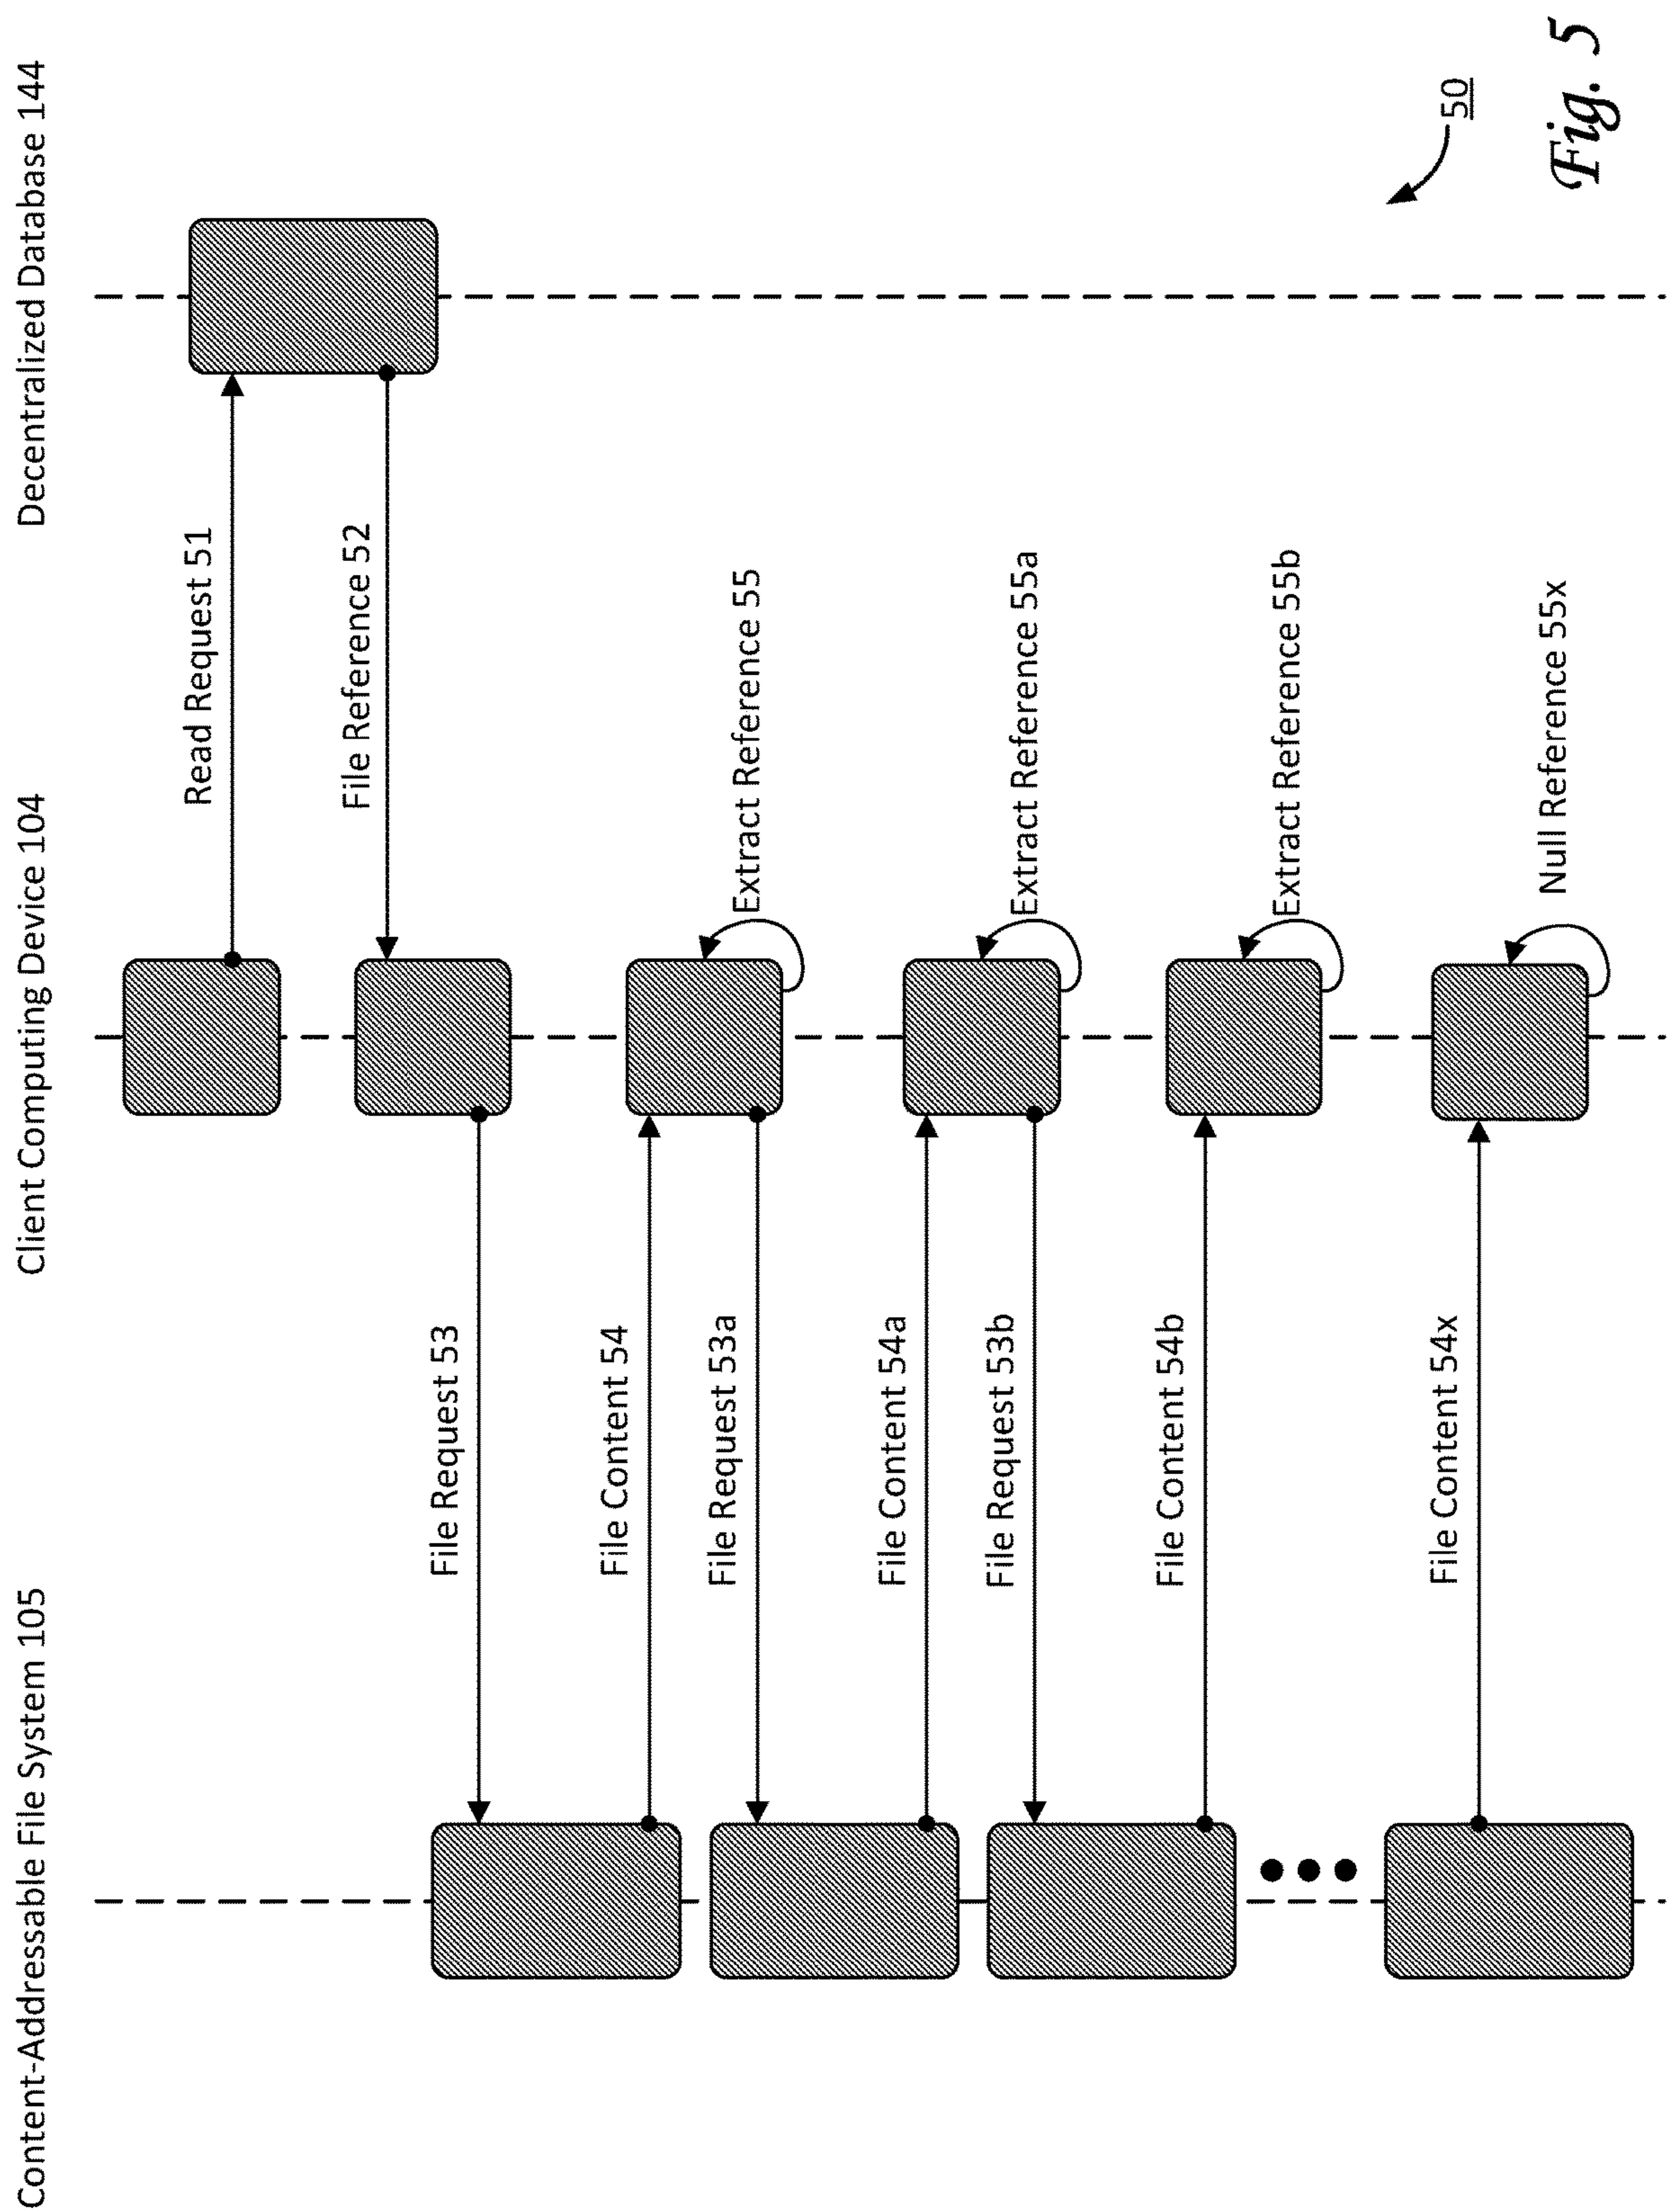 Content-Addressable File System 105
Client Computing Device 104
Decentralized Database 144
Read Request 51
File Reference 52
File Request 53
File Content 54
Extract Reference 55
File Request 53a
File Content 54a
Extract Reference 55a
File Request 53b
File Content 54b
Extract Reference 55b
File Content 54x
Null Reference 55x
50
Fig. 5